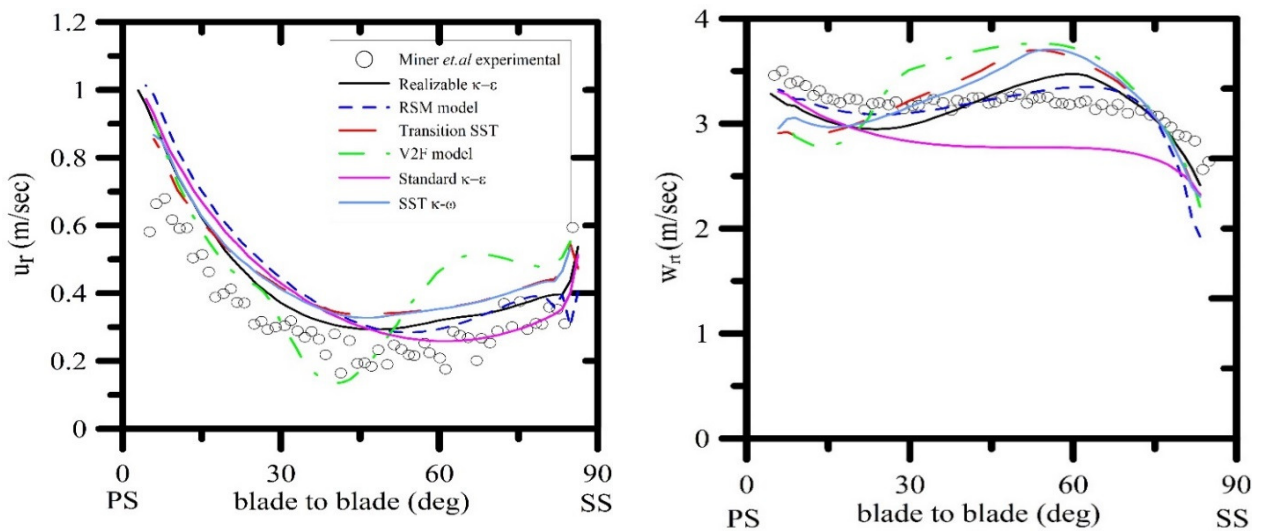 1.2
1
0.8
0.6
0.4
0.2
0
u_r (m/sec)
Miner et.al experimental
Realizable κ–ε
RSM model
Transition SST
V2F model
Standard κ–ε
SST κ-ω
0 30 60 90
PS blade to blade (deg) SS
4
3
2
1
0
w_rt (m/sec)
0 30 60 90
PS blade to blade (deg) SS